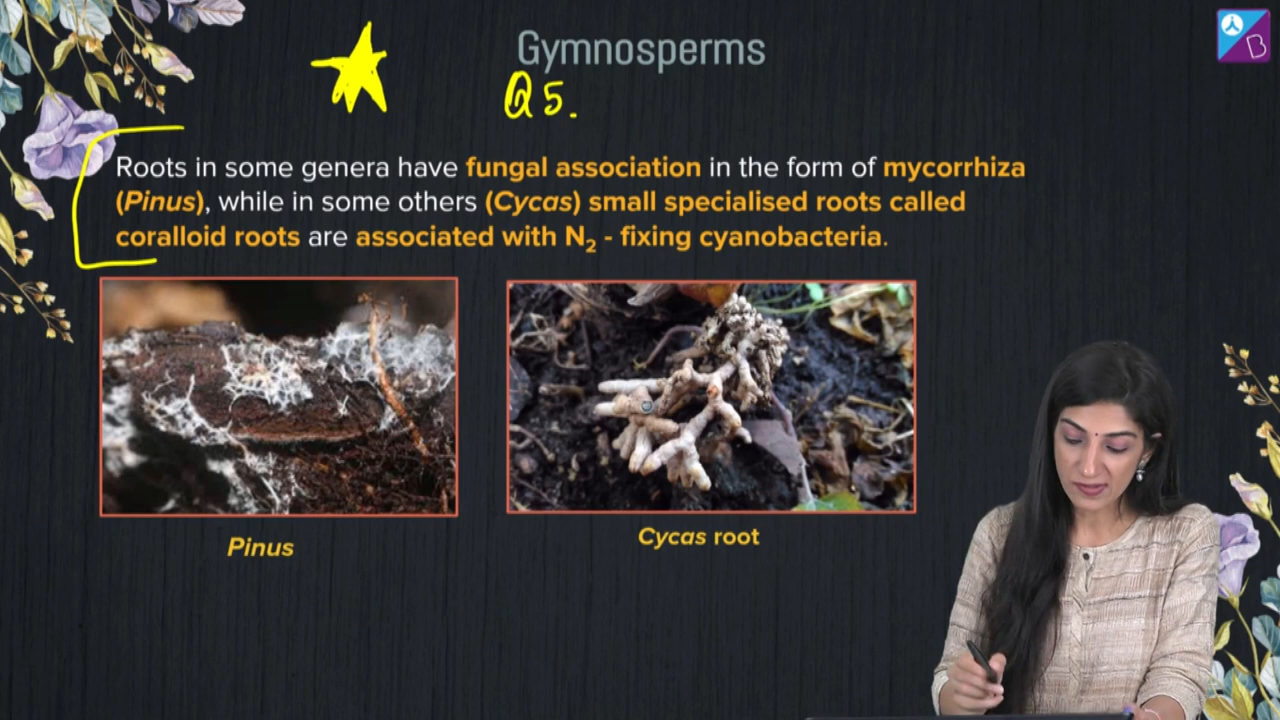 Gymnosperms
Q5.
Roots in some genera have fungal association in the form of mycorrhiza
(Pinus), while in some others (Cycas) small specialised roots called
coralloid roots are associated with N₂ - fixing cyanobacteria.
Pinus
Cycas root
B